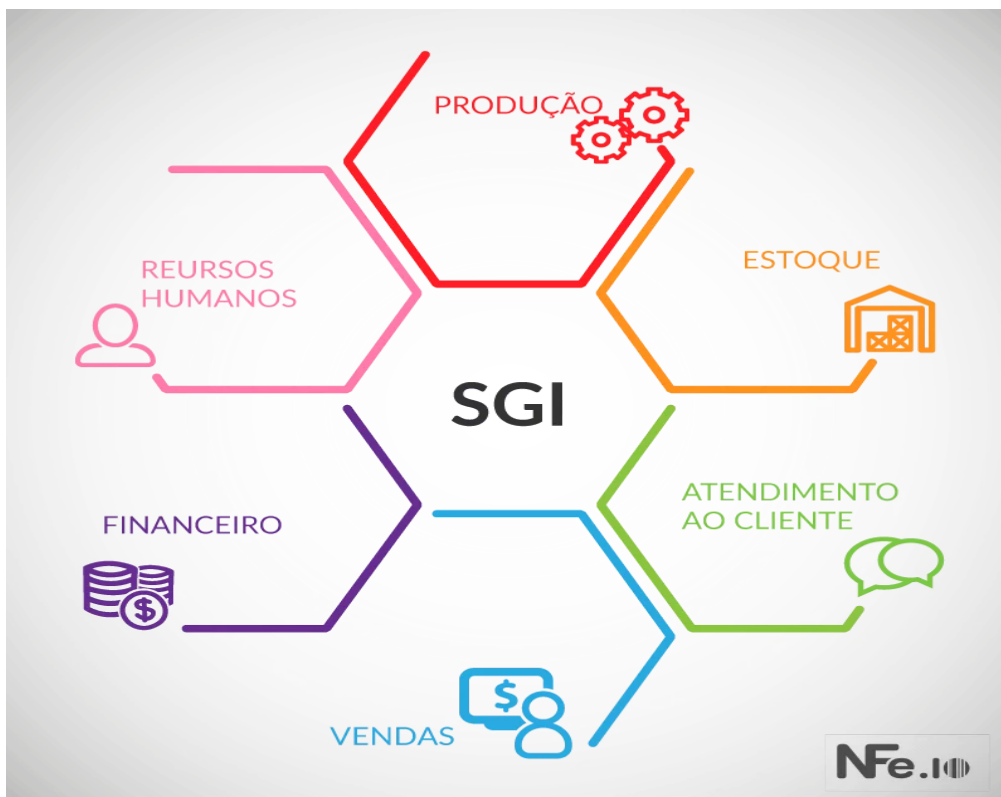 PRODUÇÃO
REURSOS
HUMANOS
ESTOQUE
SGI
ATENDIMENTO
AO CLIENTE
FINANCEIRO
$
$
VENDAS
NFe.io